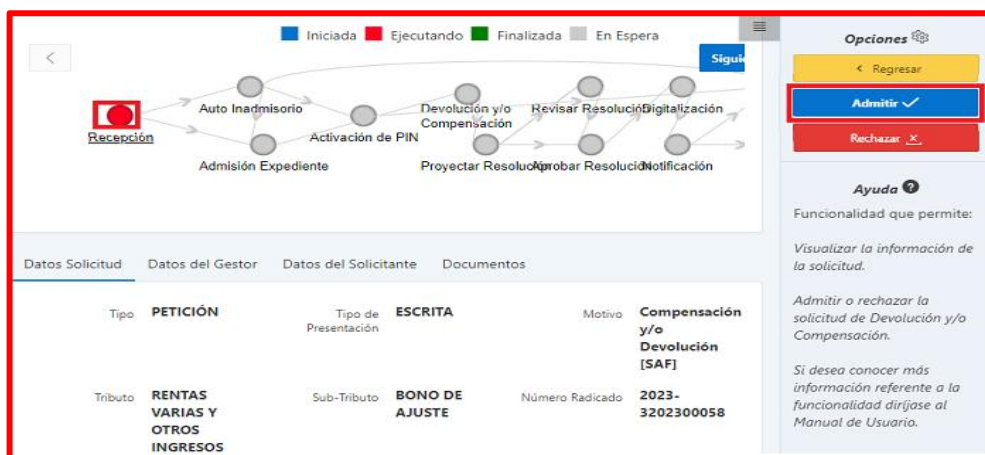 Iniciada Ejecutando Finalizada En Espera
Auto Inadmisorio
Devolución y/o
Compensación
Revisar Resolución
Digitalización
Recepción
Activación de PIN
Admisión Expediente
Proyectar Resolución
Aprobar Resolución
Notificación
Datos Solicitud Datos del Gestor Datos del Solicitante Documentos
Tipo PETICIÓN
Tipo de
Presentación
ESCRITA
Motivo Compensación
y/o
Devolución
[SAF]
Tributo RENTAS
VARIAS Y
OTROS
INGRESOS
Sub-Tributo BONO DE
AJUSTE
Número Radicado 2023-
3202300058
Opciones
< Regresar
Admitir ✓
Rechazar ×
Ayuda ?
Funcionalidad que permite:
Visualizar la información de
la solicitud.
Admitir o rechazar la
solicitud de Devolución y/o
Compensación.
Si desea conocer más
información referente a la
funcionalidad diríjase al
Manual de Usuario.